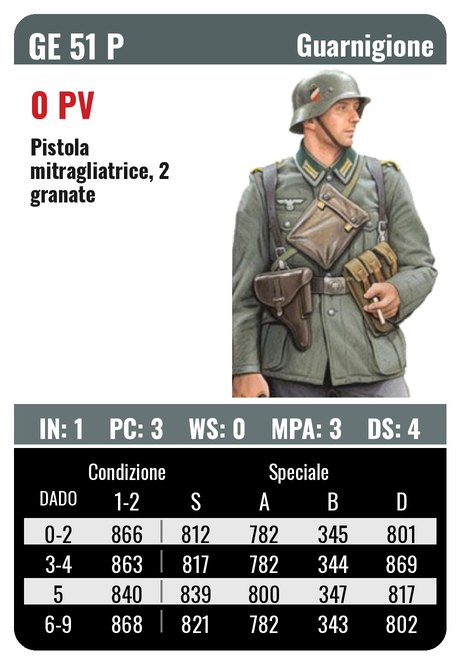 GE 51 P Guarnigione
0 PV
Pistola
mitragliatrice, 2
granate
IN: 1 PC: 3 WS: 0 MPA: 3 DS: 4
Condizione Speciale
DADO 1-2 S A B D
0-2 866 812 782 345 801
3-4 863 817 782 344 869
5 840 839 800 347 817
6-9 868 821 782 343 802